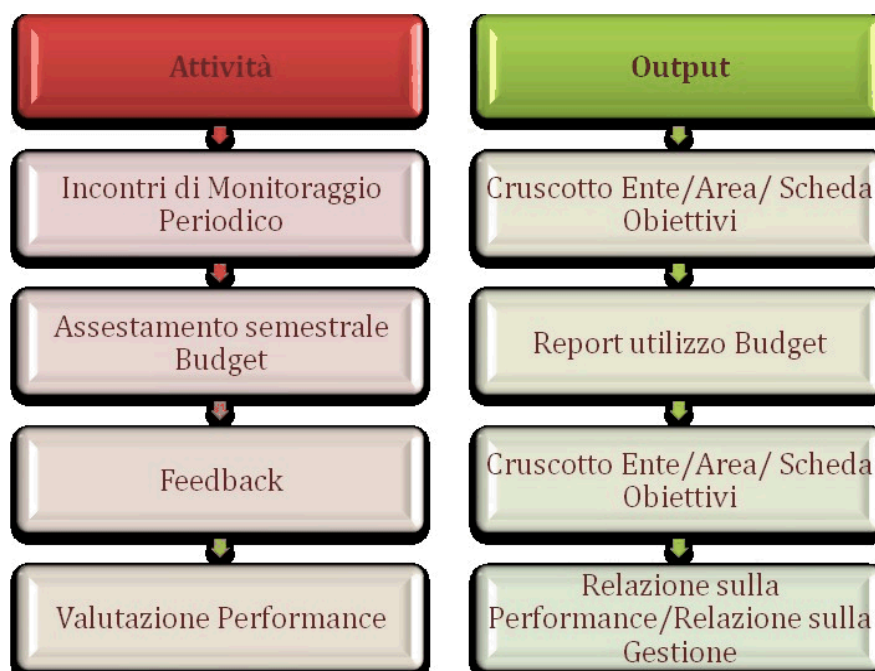 Attività
Incontri di Monitoraggio
Periodico
Assestamento semestrale
Budget
Feedback
Valutazione Performance
Output
Cruscotto Ente/Area/ Scheda
Obiettivi
Report utilizzo Budget
Cruscotto Ente/Area/ Scheda
Obiettivi
Relazione sulla
Performance/Relazione sulla
Gestione